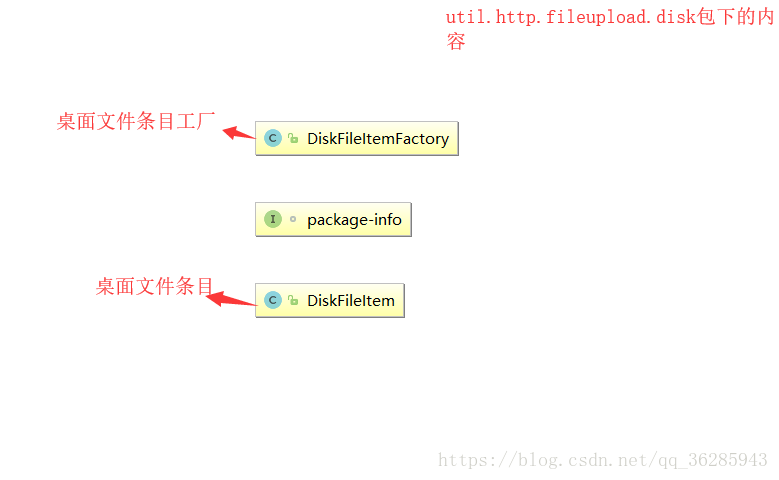 util.http.fileupload.disk包下的内
容
桌面文件条目工厂
C DiskFileItemFactory
I package-info
桌面文件条目
C DiskFileItem
https://blog.csdn.net/qq_36285943